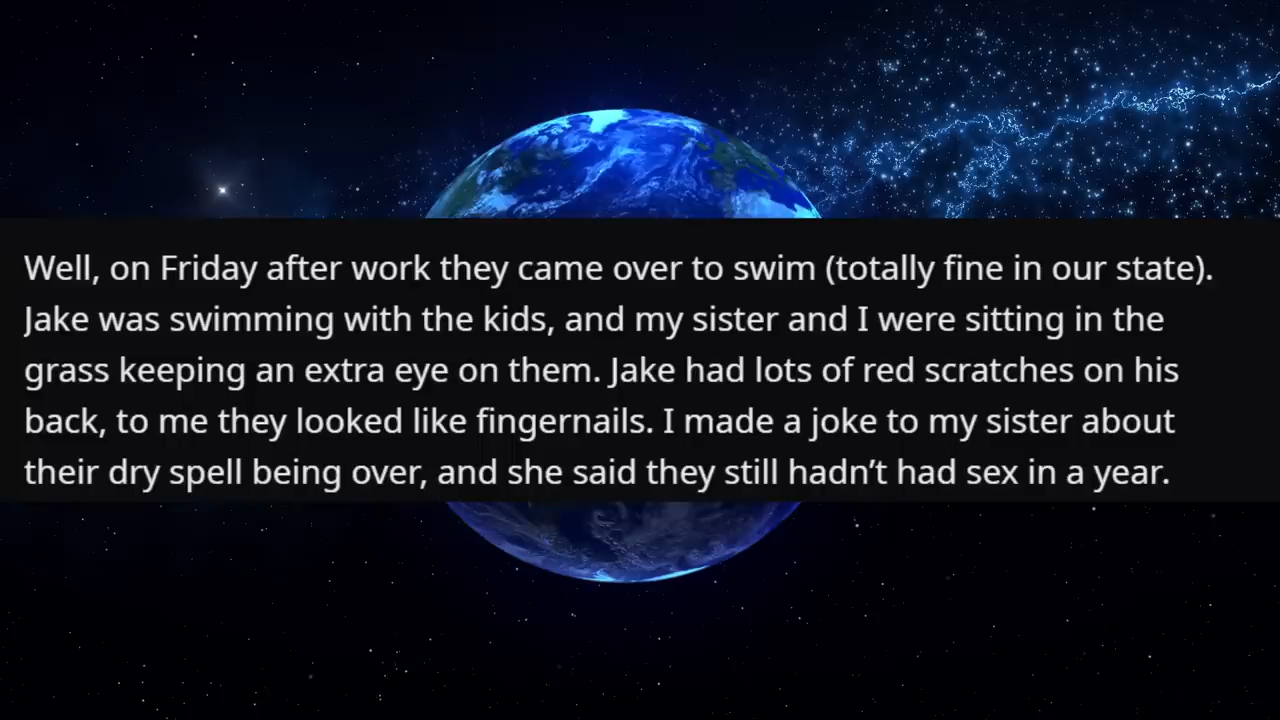 Well, on Friday after work they came over to swim (totally fine in our state).
Jake was swimming with the kids, and my sister and I were sitting in the
grass keeping an extra eye on them. Jake had lots of red scratches on his
back, to me they looked like fingernails. I made a joke to my sister about
their dry spell being over, and she said they still hadn’t had sex in a year.